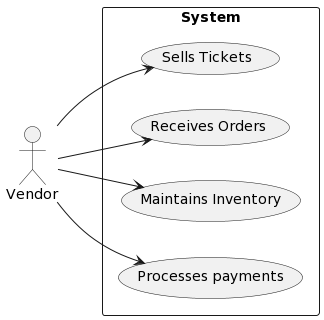 System
Sells Tickets
Receives Orders
Vendor
Maintains Inventory
Processes payments